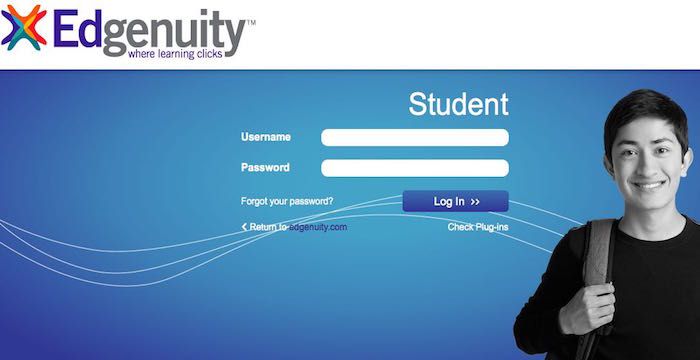 Edgenuity™
where learning clicks
Student
Username
Password
Forgot your password?
Log In >>
< Return to edgenuity.com
Check Plug-ins